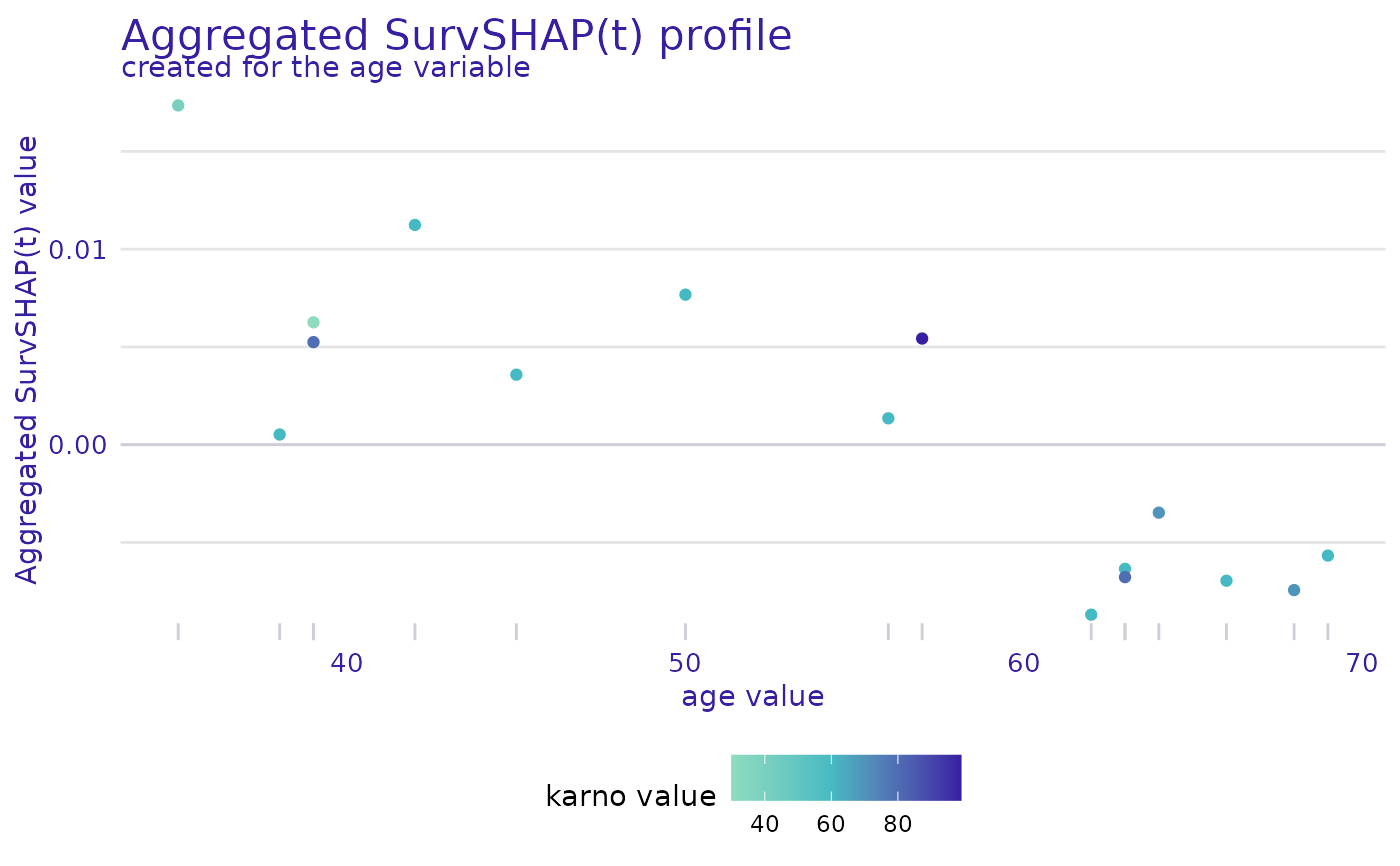 Aggregated SurvSHAP(t) profile
created for the age variable
Aggregated SurvSHAP(t) value
0.01
0.00
40 50 60 70
age value
karno value
40 60 80